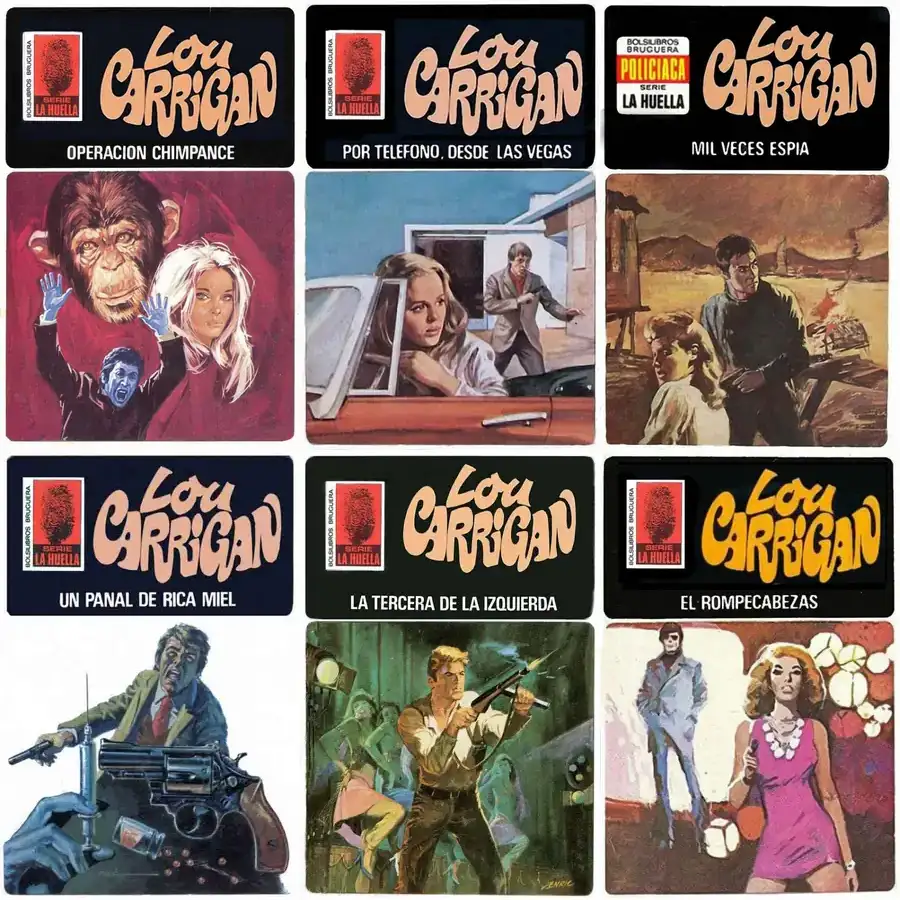 BOLSILIBROS BRUGUERA
SERIE
LA HUELLA
LOU
CARRIGAN
OPERACION CHIMPANCE
BOLSILIBROS BRUGUERA
SERIE
LA HUELLA
LOU
CARRIGAN
POR TELEFONO, DESDE LAS VEGAS
BOLSILIBROS
BRUGUERA
POLICIACA
SERIE
LA HUELLA
LOU
CARRIGAN
MIL VECES ESPIA
BOLSILIBROS BRUGUERA
SERIE
LA HUELLA
LOU
CARRIGAN
UN PANAL DE RICA MIEL
BOLSILIBROS BRUGUERA
SERIE
LA HUELLA
LOU
CARRIGAN
LA TERCERA DE LA IZQUIERDA
BOLSILIBROS BRUGUERA
SERIE
LA HUELLA
LOU
CARRIGAN
EL ROMPECABEZAS
ENRIC